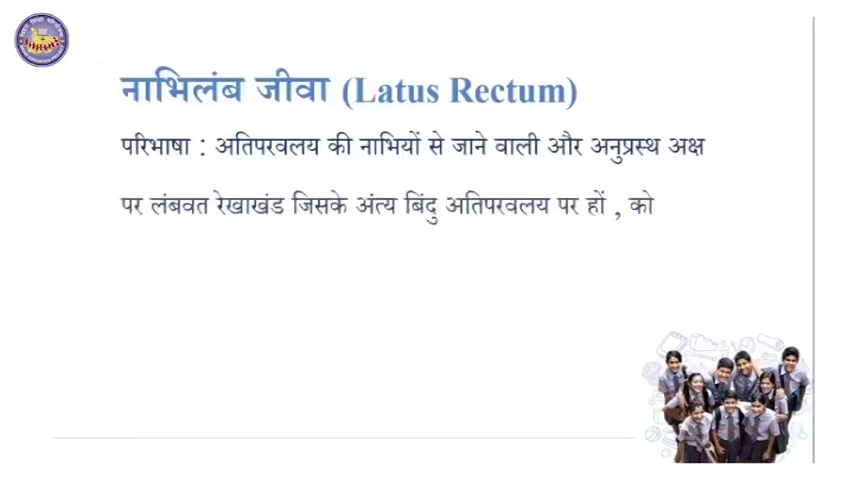 नाभिलंब जीवा (Latus Rectum)
परिभाषा : अतिपरवलय की नाभियों से जाने वाली और अनुप्रस्थ अक्ष
पर लंबवत रेखाखंड जिसके अंत्य बिंदु अतिपरवलय पर हों , को